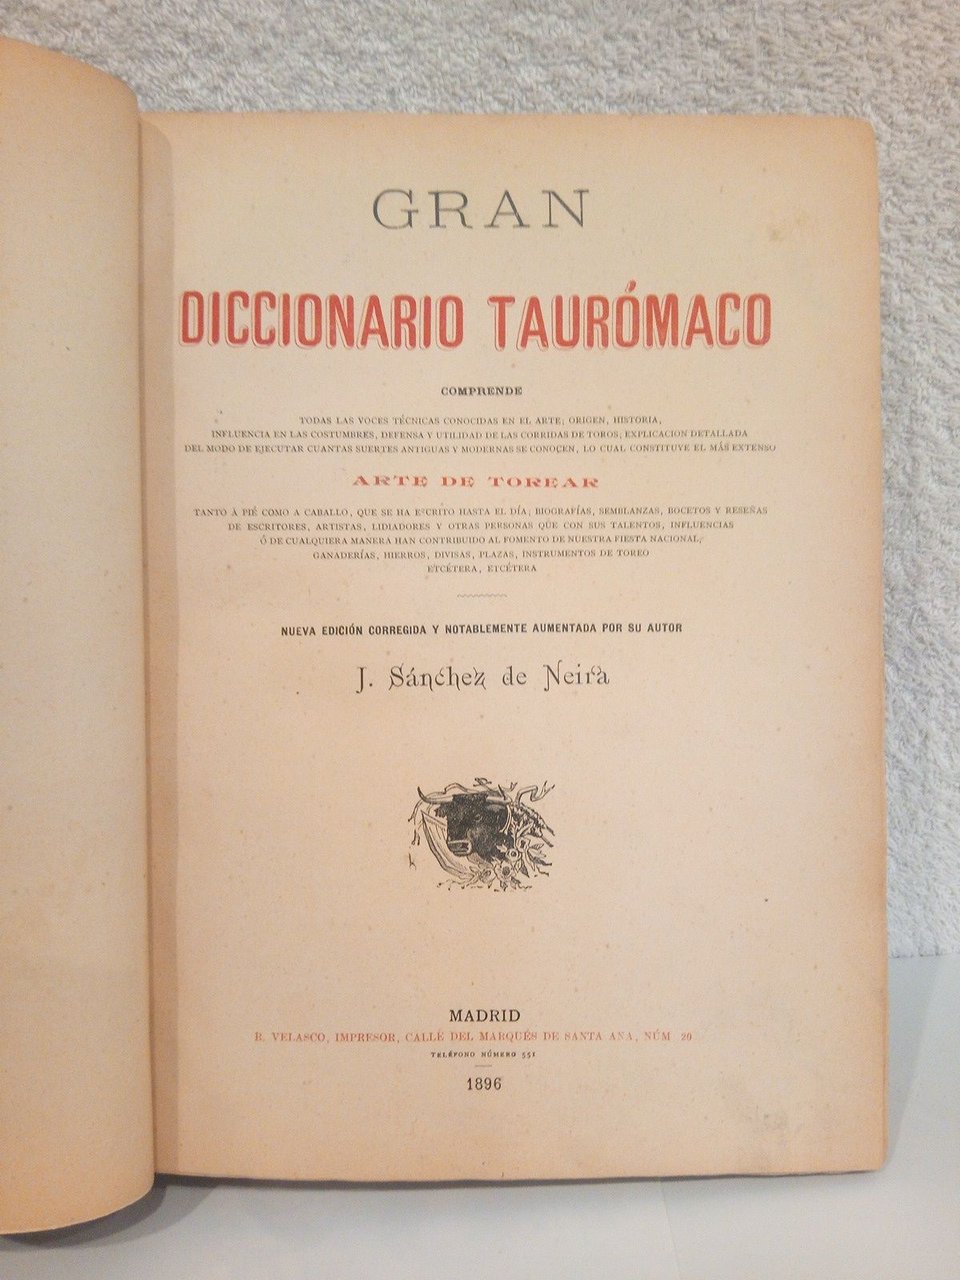 GRAN
DICCIONARIO TAURÓMACO
COMPRENDE
TODAS LAS VOCES TÉCNICAS CONOCIDAS EN EL ARTE; ORIGEN, HISTORIA,
INFLUENCIA EN LAS COSTUMBRES, DEFENSA Y UTILIDAD DE LAS CORRIDAS DE TOROS; EXPLICACION DETALLADA
DEL MODO DE EJECUTAR CUANTAS SUERTES ANTIGUAS Y MODERNAS SE CONOCEN, LO CUAL CONSTITUYE EL MÁS EXTENSO
ARTE DE TOREAR
TANTO Á PIÉ COMO A CABALLO, QUE SE HA ESCRITO HASTA EL DÍA; BIOGRAFÍAS, SEMBLANZAS, BOCETOS Y RESEÑAS
DE ESCRITORES, ARTISTAS, LIDIADORES Y OTRAS PERSONAS QUE CON SUS TALENTOS, INFLUENCIAS
Ó DE CUALQUIERA MANERA HAN CONTRIBUIDO AL FOMENTO DE NUESTRA FIESTA NACIONAL;
GANADERÍAS, HIERROS, DIVISAS, PLAZAS, INSTRUMENTOS DE TOREO
ETCÉTERA, ETCÉTERA
NUEVA EDICIÓN CORREGIDA Y NOTABLEMENTE AUMENTADA POR SU AUTOR
J. Sánchez de Neira
MADRID
R. VELASCO, IMPRESOR, CALLE DEL MARQUÉS DE SANTA ANA, NÚM 20
TELÉFONO NÚMERO 551
1896